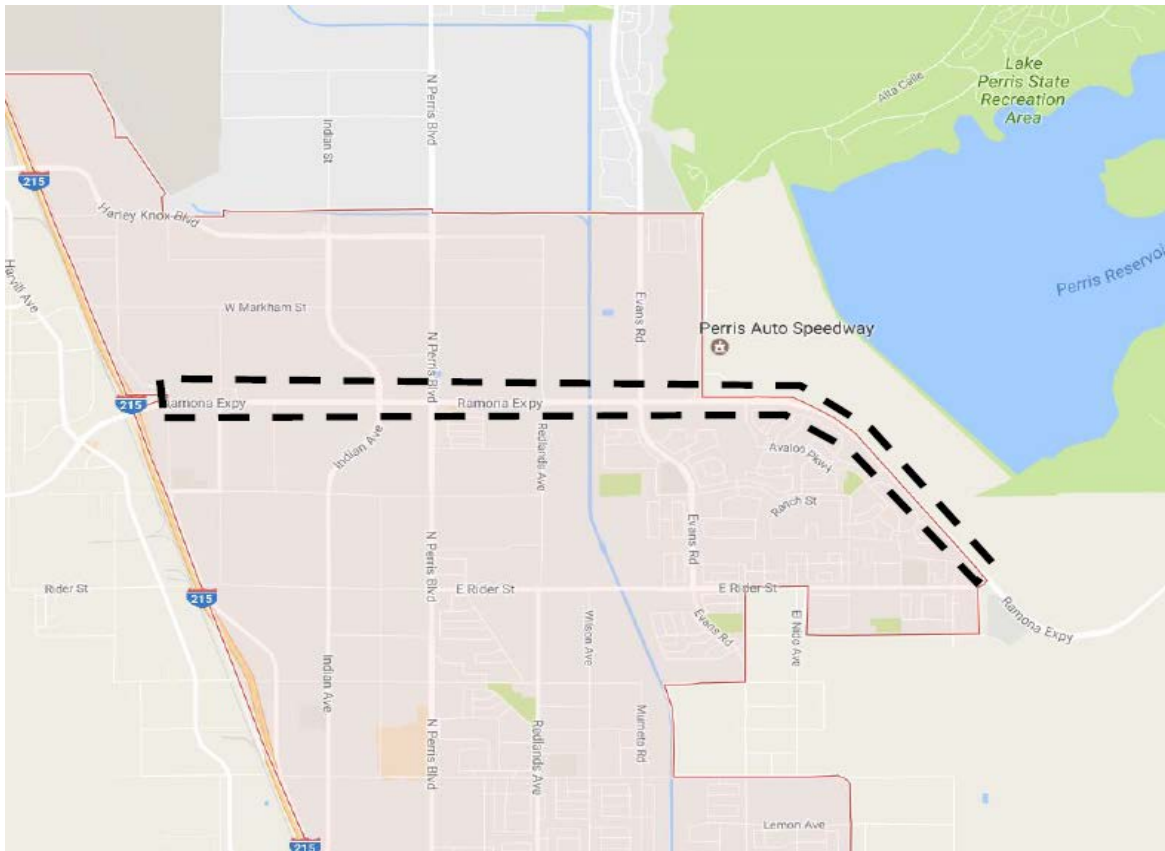 Lake
Perris State
Recreation
Area
Alta Calle
N Perris Blvd
Indian St
215
Harley Knox Blvd
Harvill Ave
Perris Reservoi
W Markham St
Evans Rd
Perris Auto Speedway
N Perris Blvd
215
Ramona Expy
Ramona Expy
Indian Ave
Redlands Ave
Avalon Pkwy
Ranch St
Evans Rd
N Perris Blvd
Rider St
E Rider St
E Rider St
215
Ramona Expy
Evans Rd
El Nido Ave
Wilson Ave
Indian Ave
N Perris Blvd
Redlands Ave
Murrieta Rd
Lemon Ave
215